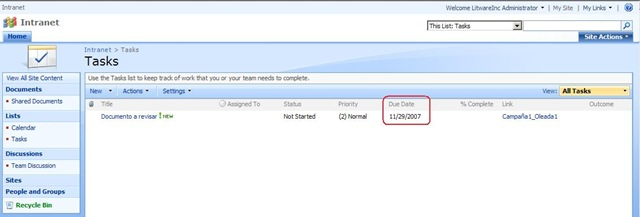 Intranet
Welcome LitwareInc Administrator | My Site | My Links |
Intranet
This List: Tasks
Home
Site Actions
Intranet > Tasks
Tasks
View All Site Content
Documents
Shared Documents
Lists
Calendar
Tasks
Discussions
Team Discussion
Sites
People and Groups
Recycle Bin
Use the Tasks list to keep track of work that you or your team needs to complete.
New Actions Settings View: All Tasks
Title Assigned To Status Priority Due Date % Complete Link Outcome
Documento a revisar ! NEW Not Started (2) Normal 11/29/2007 Campaña1_Oleada1